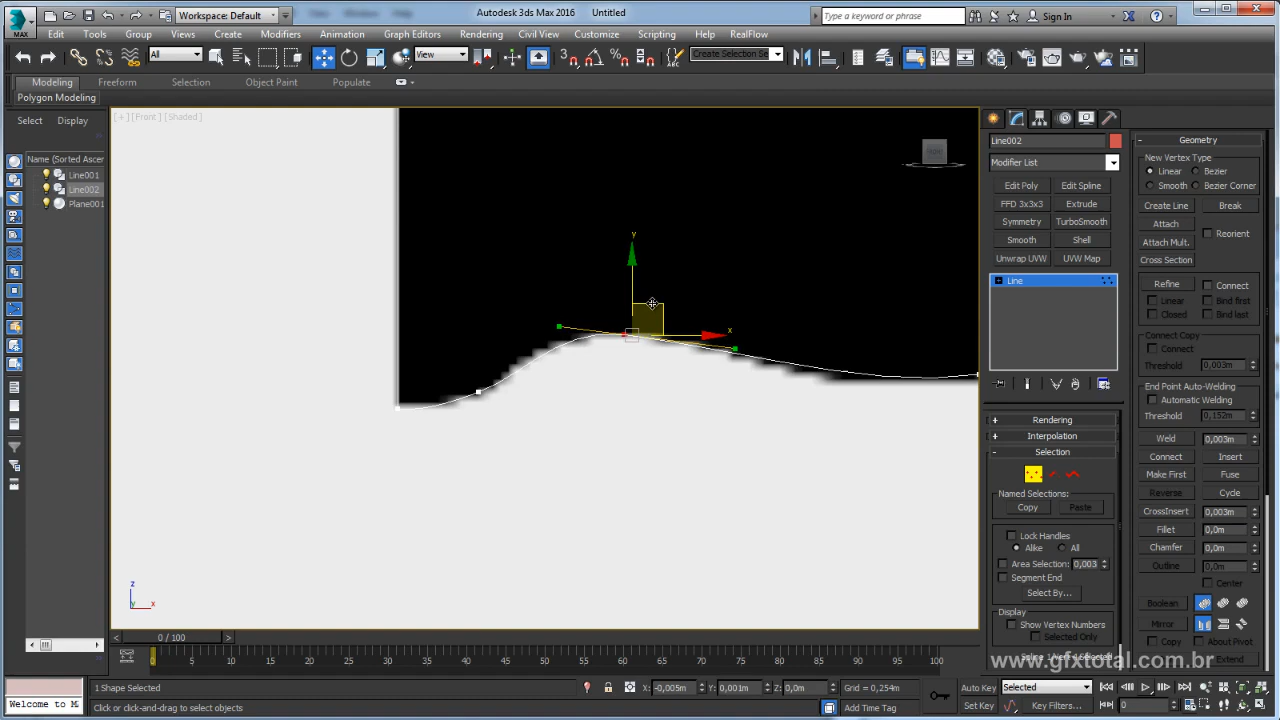 Workspace: Default
Autodesk 3ds Max 2016 Untitled
Type a keyword or phrase
Sign In
MAX
Edit Tools Group Views Create Modifiers Animation Graph Editors Rendering Civil View Customize Scripting Help RealFlow
All
View
Create Selection Se
Modeling Freeform Selection Object Paint Populate
Polygon Modeling
Select Display
Name (Sorted Ascen
Line001
Line002
Plane001
[+] [Front] [Shaded]
y
x
z
y x
Line002
Modifier List
Edit Poly Edit Spline
FFD 3x3x3 Extrude
Symmetry TurboSmooth
Smooth Shell
Unwrap UVW UVW Map
Line
Rendering
Interpolation
Selection
Named Selections:
Copy Paste
Lock Handles
Alike All
Area Selection: 0,003
Segment End
Select By...
Display
Show Vertex Numbers
Selected Only
Geometry
New Vertex Type
Linear Bezier
Smooth Bezier Corner
Create Line Break
Attach
Reorient
Attach Mult.
Cross Section
Refine Connect
Linear Bind first
Closed Bind last
Connect Copy
Connect
Threshold 0,003m
End Point Auto-Welding
Automatic Welding
Threshold 0,152m
Weld 0,003m
Connect Insert
Make First Fuse
Reverse Cycle
CrossInsert 0,003m
Fillet 0,0m
Chamfer 0,0m
Outline 0,0m
Center
Boolean
Mirror
Copy About Pivot
Extend
www.gfxtotal.com.br
0 / 100
0 5 10 15 20 25 30 35 40 45 50 55 60 65 70 75 80 85 90 95 100
1 Shape Selected
X: -0,005m Y: 0,001m Z: 0,0m Grid = 0,254m
Auto Key Selected
Welcome to M
Click or click-and-drag to select objects
Add Time Tag
Set Key Key Filters...
0